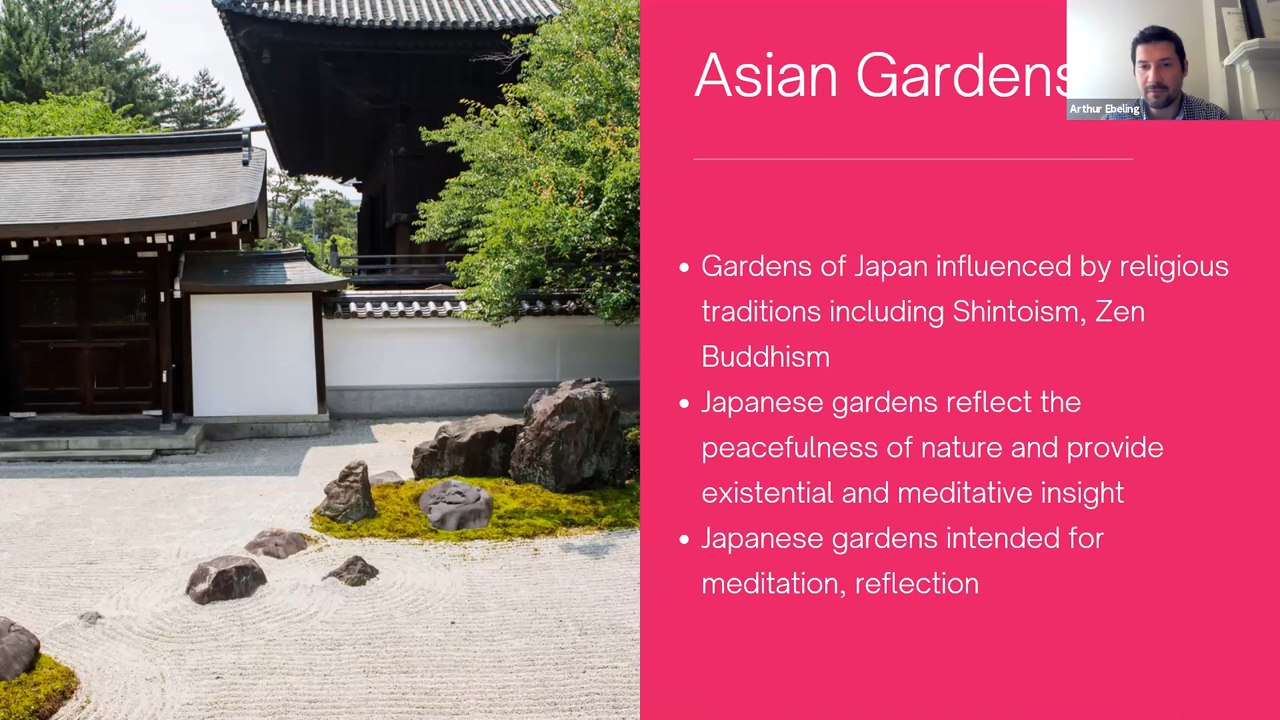 Asian Gardens
Arthur Ebeling
• Gardens of Japan influenced by religious
traditions including Shintoism, Zen
Buddhism
• Japanese gardens reflect the
peacefulness of nature and provide
existential and meditative insight
• Japanese gardens intended for
meditation, reflection